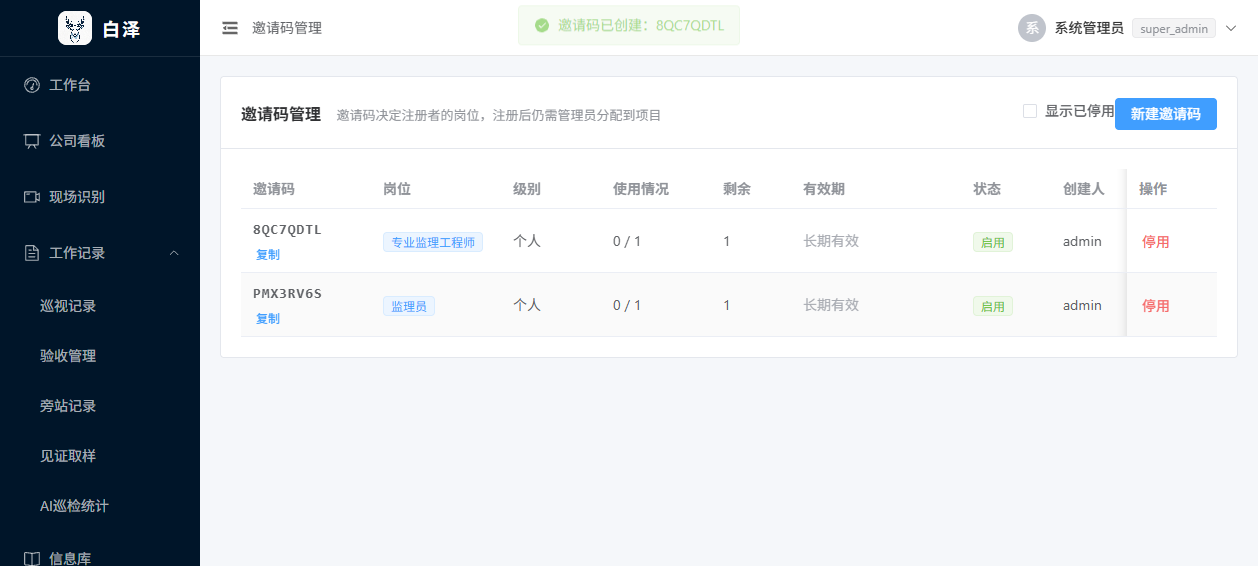 白泽
邀请码管理
邀请码已创建：8QC7QDTL
系
系统管理员
super_admin
工作台
公司看板
现场识别
工作记录
巡视记录
验收管理
旁站记录
见证取样
AI巡检统计
信息库
邀请码管理 邀请码决定注册者的岗位，注册后仍需管理员分配到项目
显示已停用
新建邀请码
邀请码 岗位 级别 使用情况 剩余 有效期 状态 创建人 操作
8QC7QDTL
复制
专业监理工程师 个人 0 / 1 1 长期有效 启用 admin 停用
PMX3RV6S
复制
监理员 个人 0 / 1 1 长期有效 启用 admin 停用